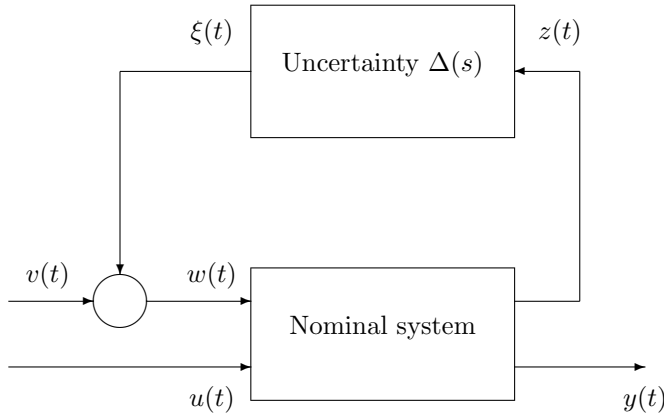 ξ(t)
z(t)
Uncertainty Δ(s)
v(t)
w(t)
Nominal system
u(t)
y(t)